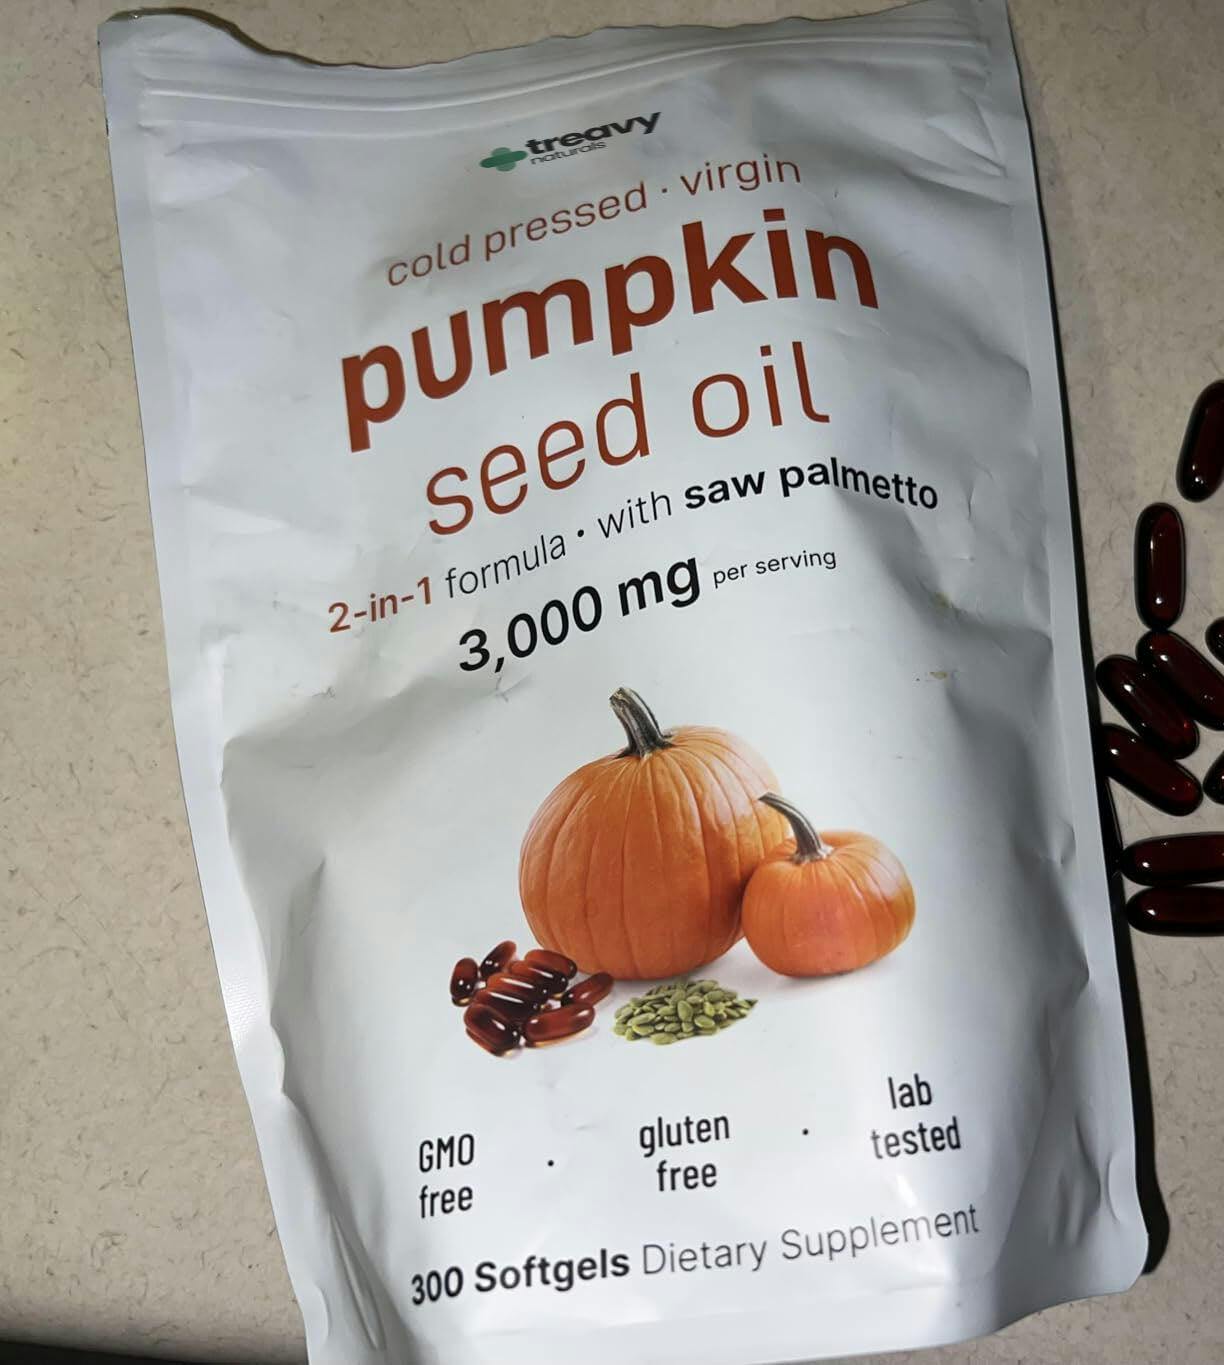 treavy
naturals
cold pressed · virgin
pumpkin
seed oil
2-in-1 formula · with saw palmetto
3,000 mg per serving
GMO free · gluten free · lab tested
300 Softgels Dietary Supplement